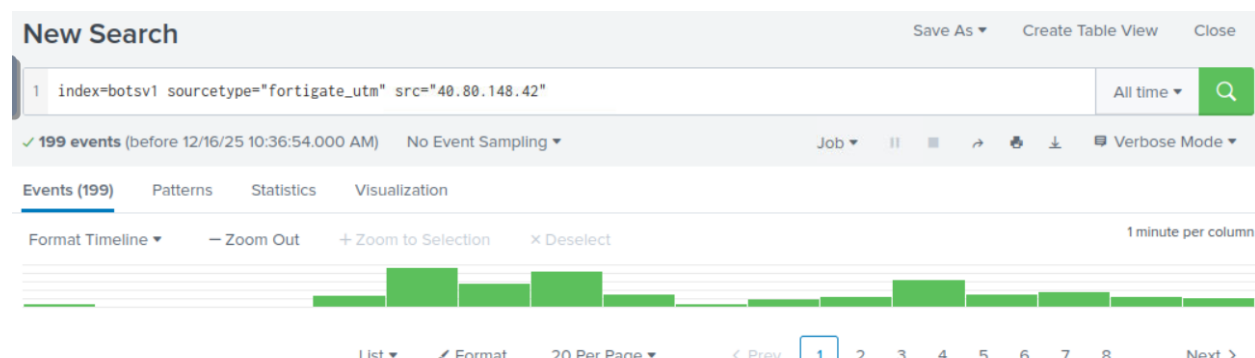 New Search
Save As ▾ Create Table View Close
1 index=botsv1 sourcetype="fortigate_utm" src="40.80.148.42"
All time ▾
✓ 199 events (before 12/16/25 10:36:54.000 AM) No Event Sampling ▾ Job ▾ Verbose Mode ▾
Events (199) Patterns Statistics Visualization
Format Timeline ▾ — Zoom Out + Zoom to Selection × Deselect
1 minute per column
List ▾ Format 20 Per Page ▾ < Prev 1 2 3 4 5 6 7 8 Next >